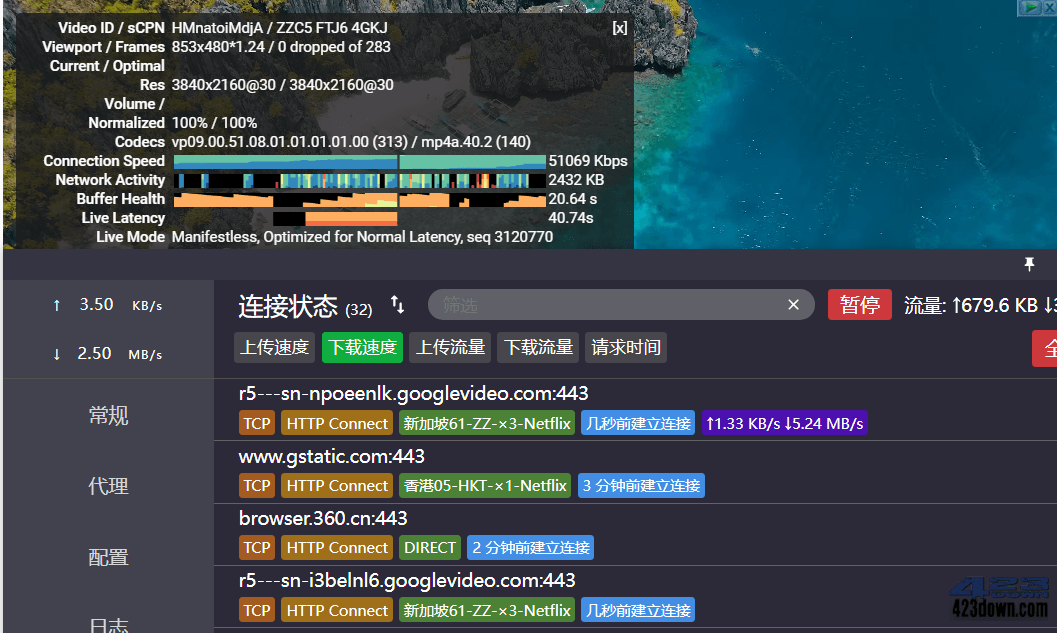 Video ID / sCPN HMnatoiMdjA / ZZC5 FTJ6 4GKJ
[x]
Viewport / Frames 853x480*1.24 / 0 dropped of 283
Current / Optimal
Res 3840x2160@30 / 3840x2160@30
Volume /
Normalized 100% / 100%
Codecs vp09.00.51.08.01.01.01.01.00 (313) / mp4a.40.2 (140)
Connection Speed 51069 Kbps
Network Activity 2432 KB
Buffer Health 20.64 s
Live Latency 40.74s
Live Mode Manifestless, Optimized for Normal Latency, seq 3120770
↑ 3.50 KB/s
↓ 2.50 MB/s
常规
代理
配置
日志
连接状态 (32) 筛选 × 暂停 流量: ↑679.6 KB ↓
上传速度 下载速度 上传流量 下载流量 请求时间 全
r5---sn-npoeenlk.googlevideo.com:443
TCP HTTP Connect 新加坡61-ZZ-×3-Netflix 几秒前建立连接 ↑1.33 KB/s ↓5.24 MB/s
www.gstatic.com:443
TCP HTTP Connect 香港05-HKT-×1-Netflix 3 分钟前建立连接
browser.360.cn:443
TCP HTTP Connect DIRECT 2 分钟前建立连接
r5---sn-i3belnl6.googlevideo.com:443
TCP HTTP Connect 新加坡61-ZZ-×3-Netflix 几秒前建立连接
423
423down.com